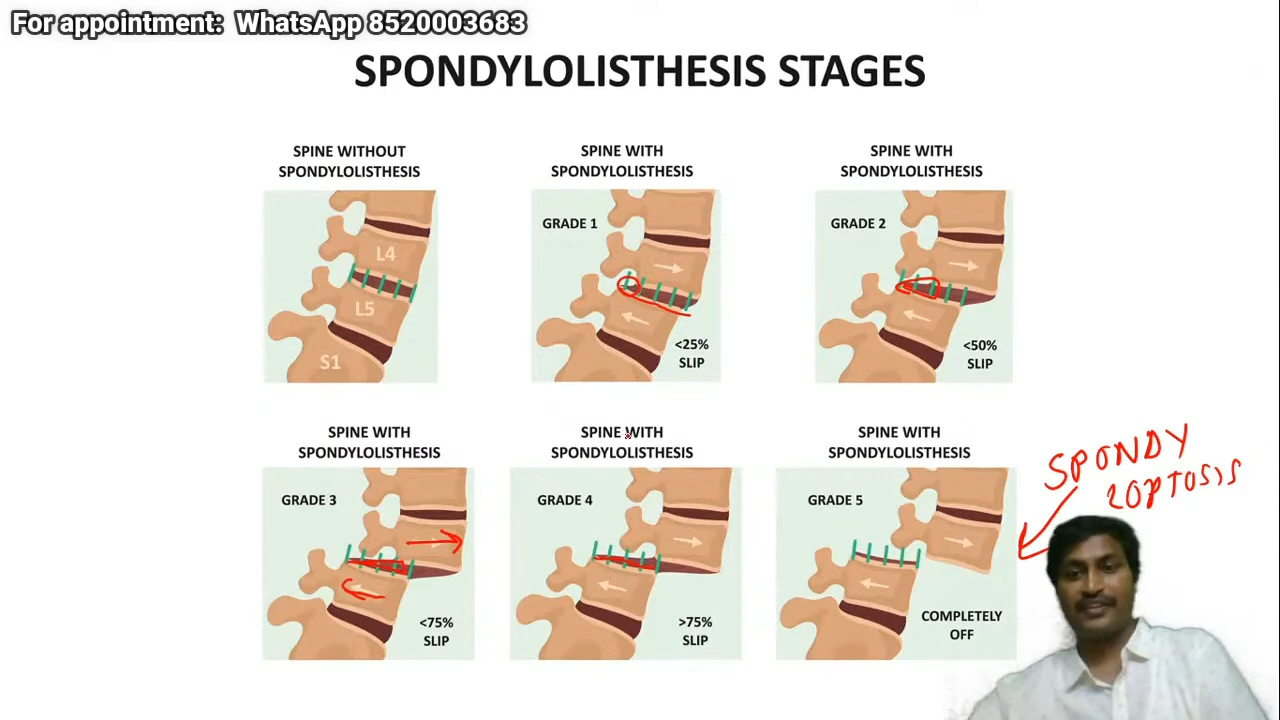 For appointment: WhatsApp 8520003683
SPONDYLOLISTHESIS STAGES
SPINE WITHOUT
SPONDYLOLISTHESIS
L4
L5
S1
SPINE WITH
SPONDYLOLISTHESIS
GRADE 1
<25%
SLIP
SPINE WITH
SPONDYLOLISTHESIS
GRADE 2
<50%
SLIP
SPINE WITH
SPONDYLOLISTHESIS
GRADE 3
<75%
SLIP
SPINE WITH
SPONDYLOLISTHESIS
GRADE 4
>75%
SLIP
SPINE WITH
SPONDYLOLISTHESIS
GRADE 5
COMPLETELY
OFF
SPONDY
LOPTOSIS